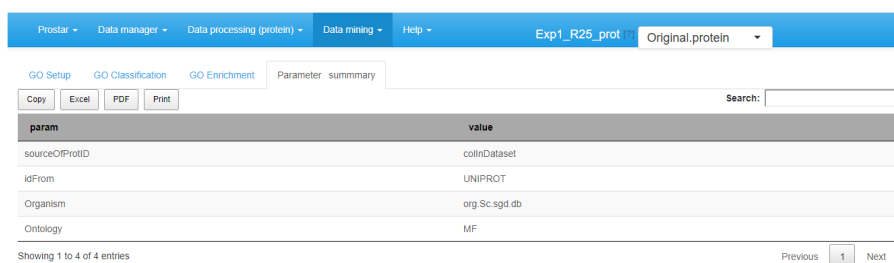 Prostar Data manager Data processing (protein) Data mining Help Exp1_R25_prot [?] Original.protein
GO Setup GO Classification GO Enrichment Parameter summmary
Copy Excel PDF Print Search:
param value
sourceOfProtID colInDataset
idFrom UNIPROT
Organism org.Sc.sgd.db
Ontology MF
Showing 1 to 4 of 4 entries Previous 1 Next